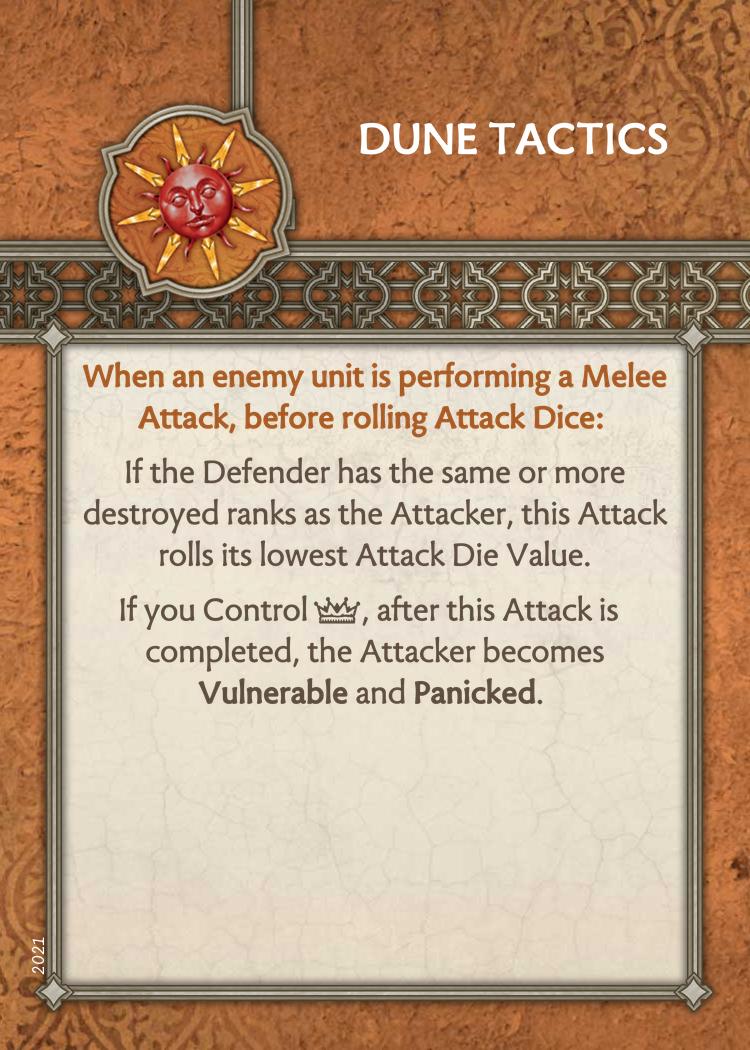 DUNE TACTICS
When an enemy unit is performing a Melee
Attack, before rolling Attack Dice:
If the Defender has the same or more
destroyed ranks as the Attacker, this Attack
rolls its lowest Attack Die Value.
If you Control , after this Attack is
completed, the Attacker becomes
Vulnerable and Panicked.
2021